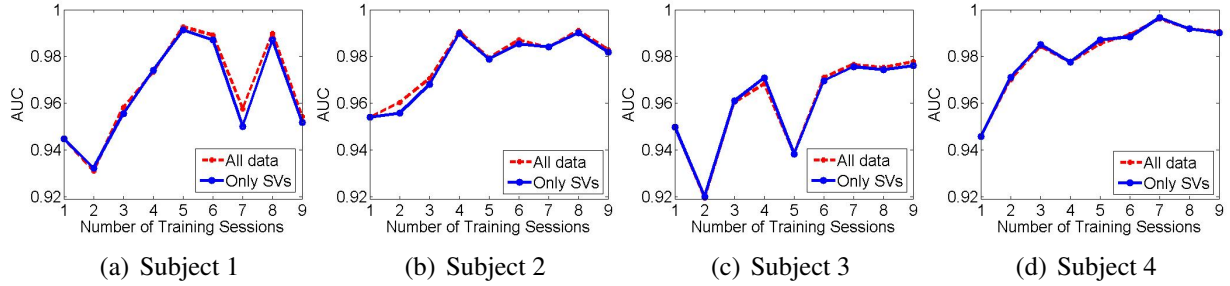 1
0.98
0.96
0.94
0.92
AUC
All data
Only SVs
1 2 3 4 5 6 7 8 9
Number of Training Sessions
(a) Subject 1
1
0.98
0.96
0.94
0.92
AUC
All data
Only SVs
1 2 3 4 5 6 7 8 9
Number of Training Sessions
(b) Subject 2
1
0.98
0.96
0.94
0.92
AUC
All data
Only SVs
1 2 3 4 5 6 7 8 9
Number of Training Sessions
(c) Subject 3
1
0.98
0.96
0.94
0.92
AUC
All data
Only SVs
1 2 3 4 5 6 7 8 9
Number of Training Sessions
(d) Subject 4